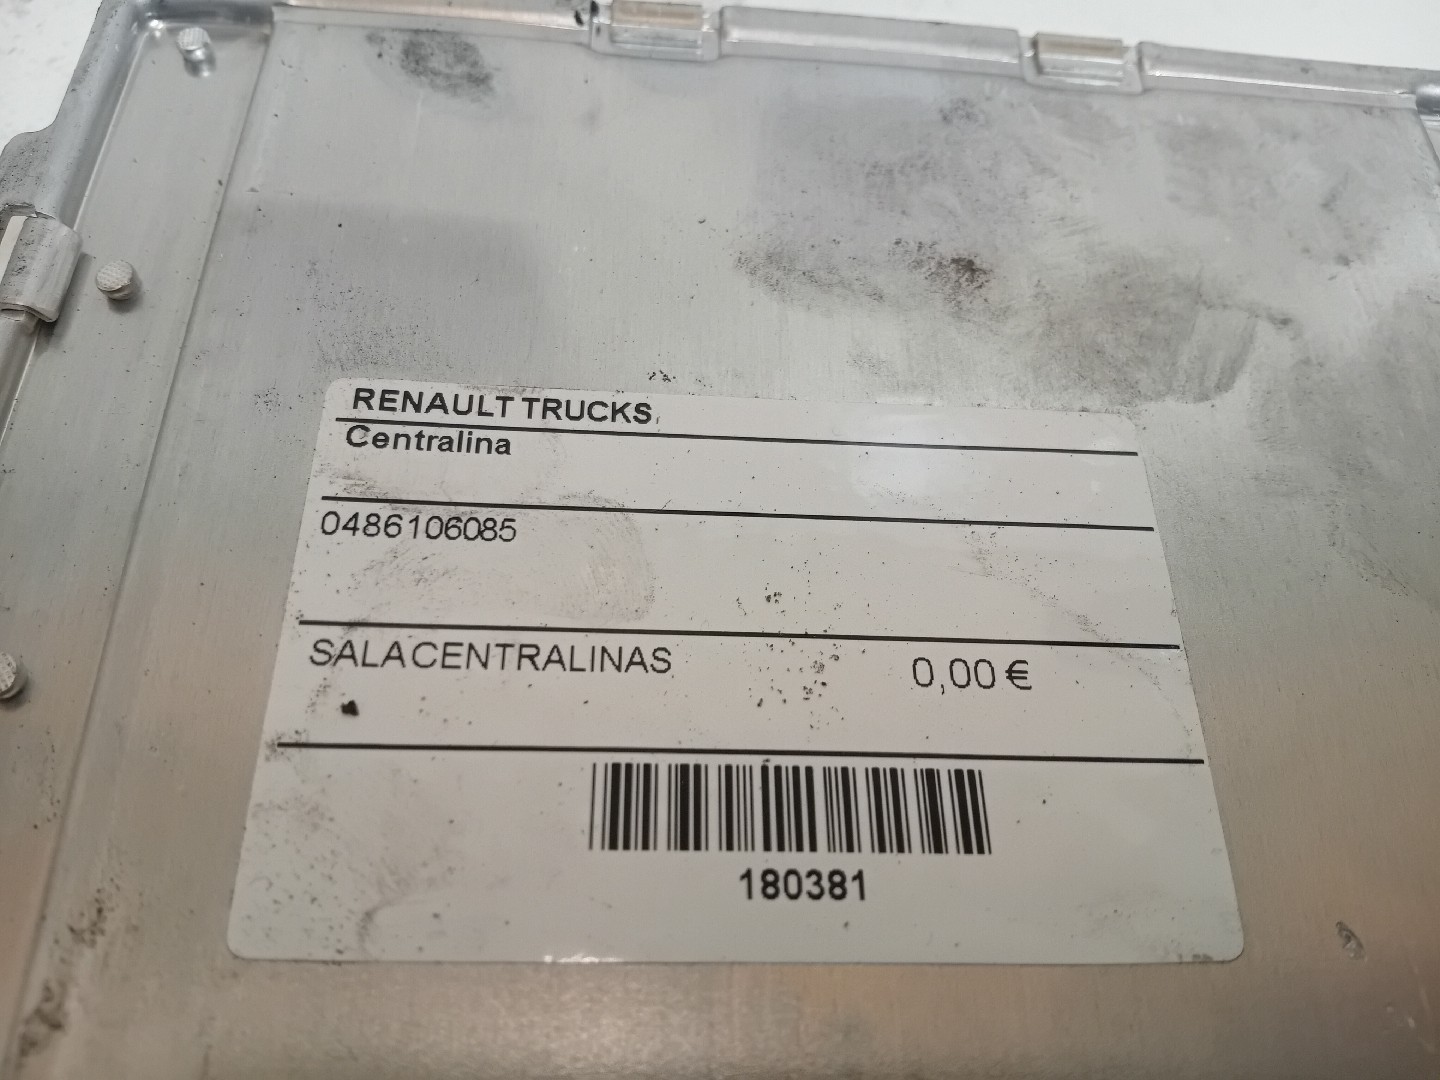 RENAULT TRUCKS
Centralina
0486106085
SALACENTRALINAS 0,00 €
180381